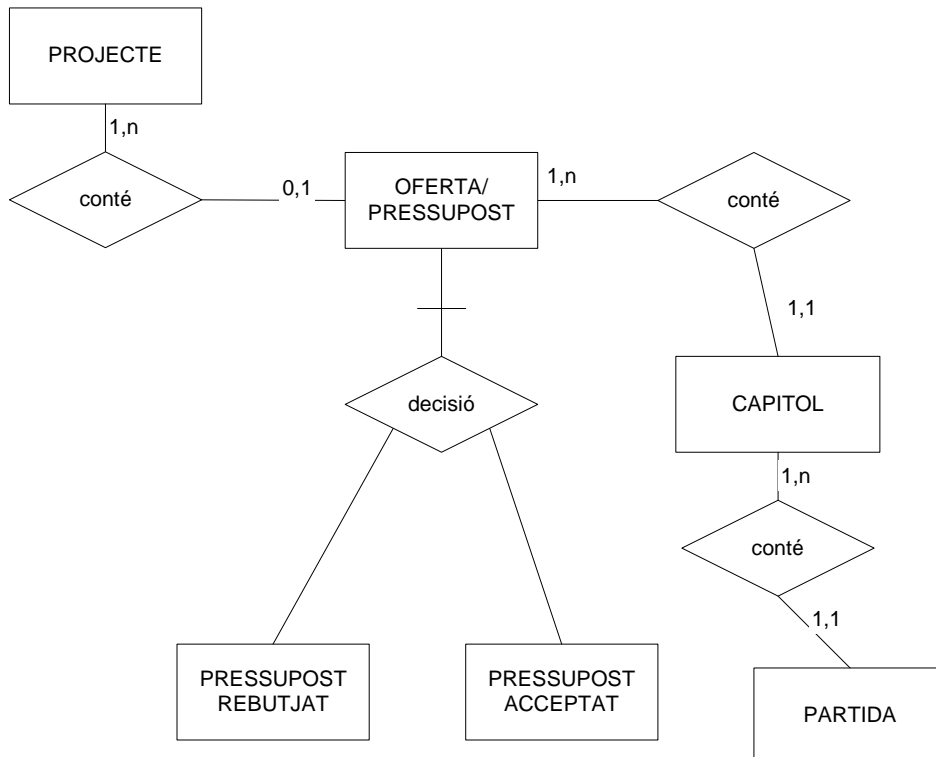 PROJECTE
1,n
conté
0,1
OFERTA/
PRESSUPOST
1,n
conté
1,1
CAPITOL
1,n
conté
1,1
PARTIDA
decisió
PRESSUPOST
REBUTJAT
PRESSUPOST
ACCEPTAT